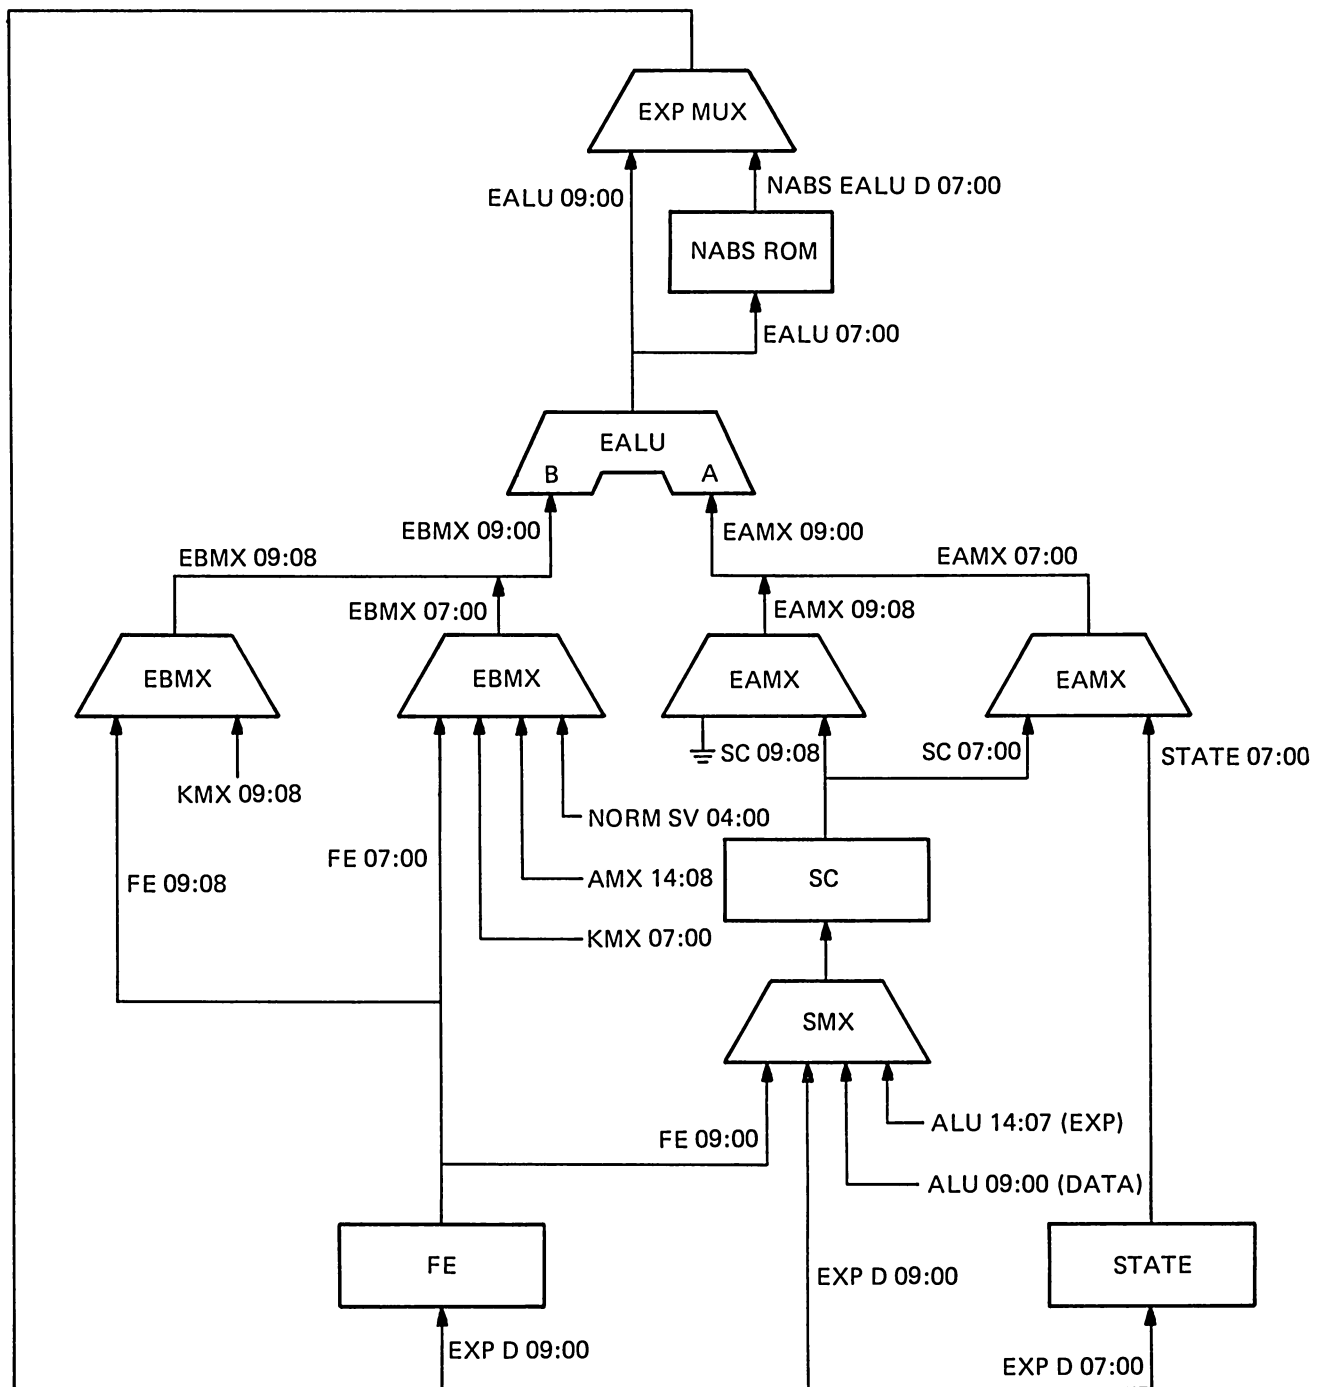 EXP MUX
NABS EALU D 07:00
EALU 09:00
NABS ROM
EALU 07:00
EALU
B
A
EBMX 09:00
EAMX 09:00
EBMX 09:08
EAMX 07:00
EBMX 07:00
EAMX 09:08
EBMX
EBMX
EAMX
EAMX
SC 09:08
SC 07:00
STATE 07:00
KMX 09:08
NORM SV 04:00
FE 07:00
AMX 14:08
SC
FE 09:08
KMX 07:00
SMX
ALU 14:07 (EXP)
FE 09:00
ALU 09:00 (DATA)
FE
EXP D 09:00
STATE
EXP D 09:00
EXP D 07:00